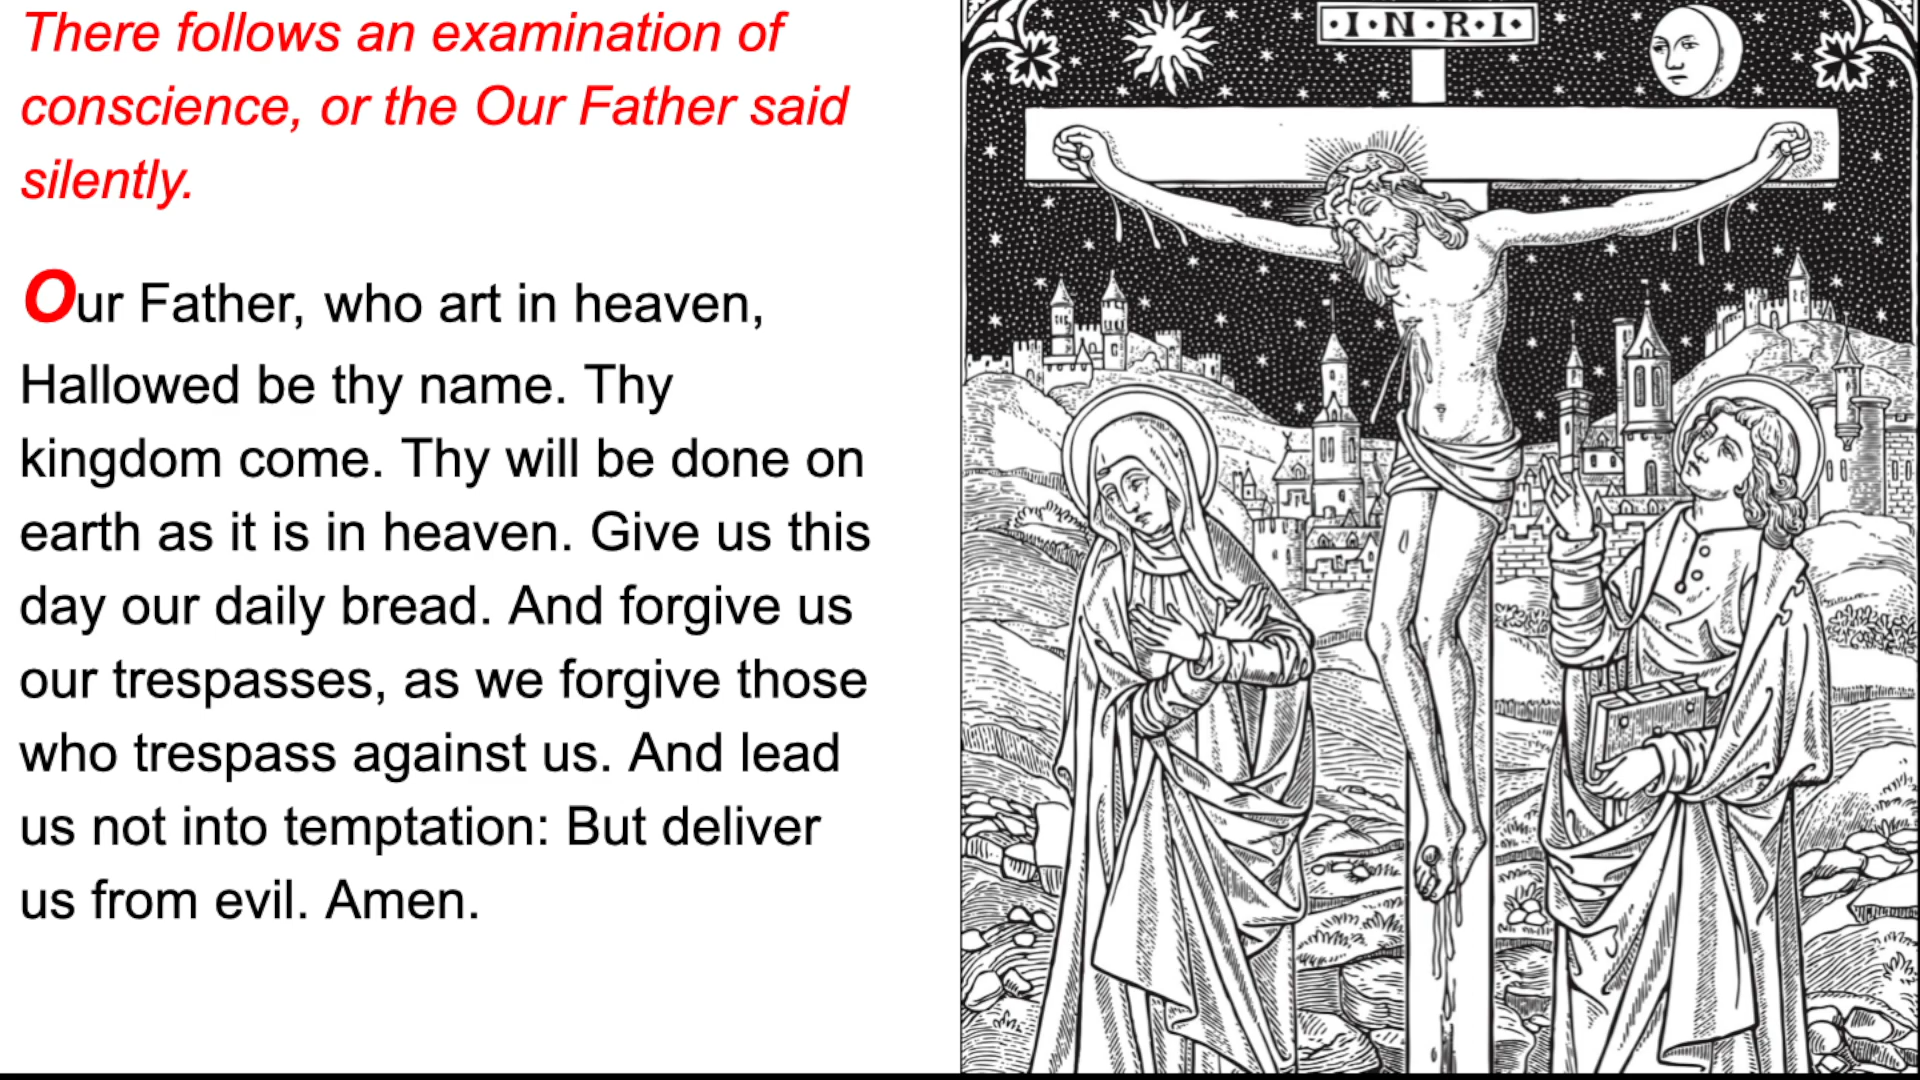 There follows an examination of
conscience, or the Our Father said
silently.
Our Father, who art in heaven,
Hallowed be thy name. Thy
kingdom come. Thy will be done on
earth as it is in heaven. Give us this
day our daily bread. And forgive us
our trespasses, as we forgive those
who trespass against us. And lead
us not into temptation: But deliver
us from evil. Amen.
·I·N·R·I·